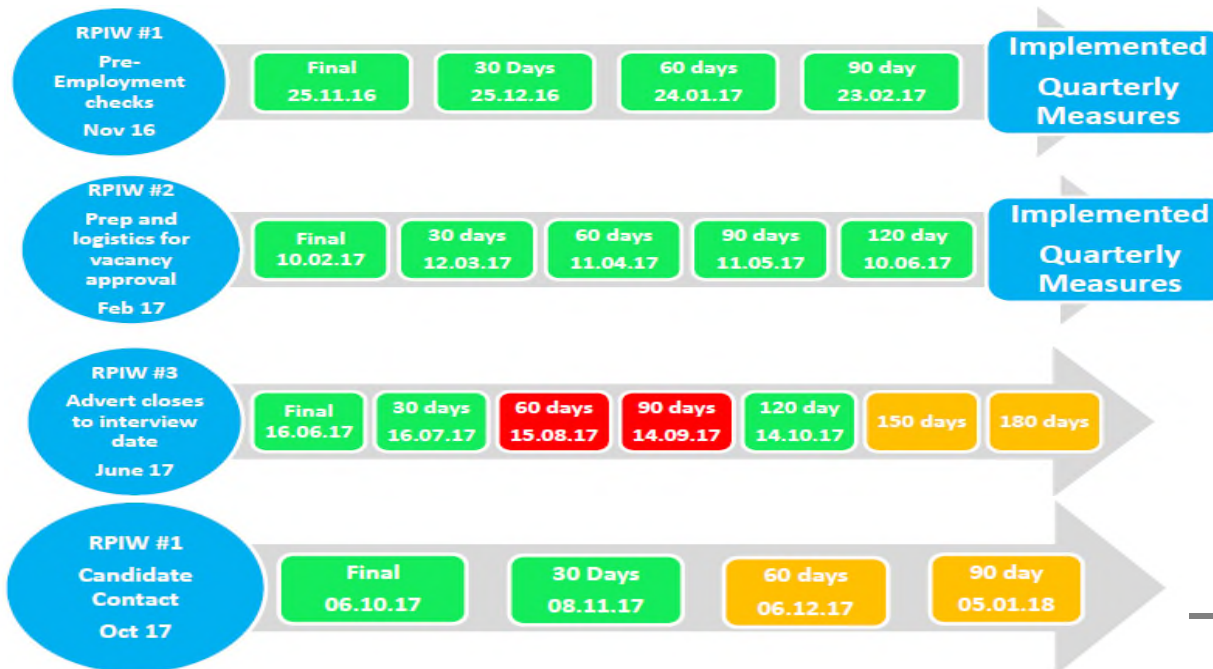 RPIW #1
Pre-
Employment
checks
Nov 16
Final
25.11.16
30 Days
25.12.16
60 days
24.01.17
90 day
23.02.17
Implemented
Quarterly
Measures
RPIW #2
Prep and
logistics for
vacancy
approval
Feb 17
Final
10.02.17
30 days
12.03.17
60 days
11.04.17
90 days
11.05.17
120 day
10.06.17
Implemented
Quarterly
Measures
RPIW #3
Advert closes
to interview
date
June 17
Final
16.06.17
30 days
16.07.17
60 days
15.08.17
90 days
14.09.17
120 day
14.10.17
150 days
180 days
RPIW #1
Candidate
Contact
Oct 17
Final
06.10.17
30 Days
08.11.17
60 days
06.12.17
90 day
05.01.18